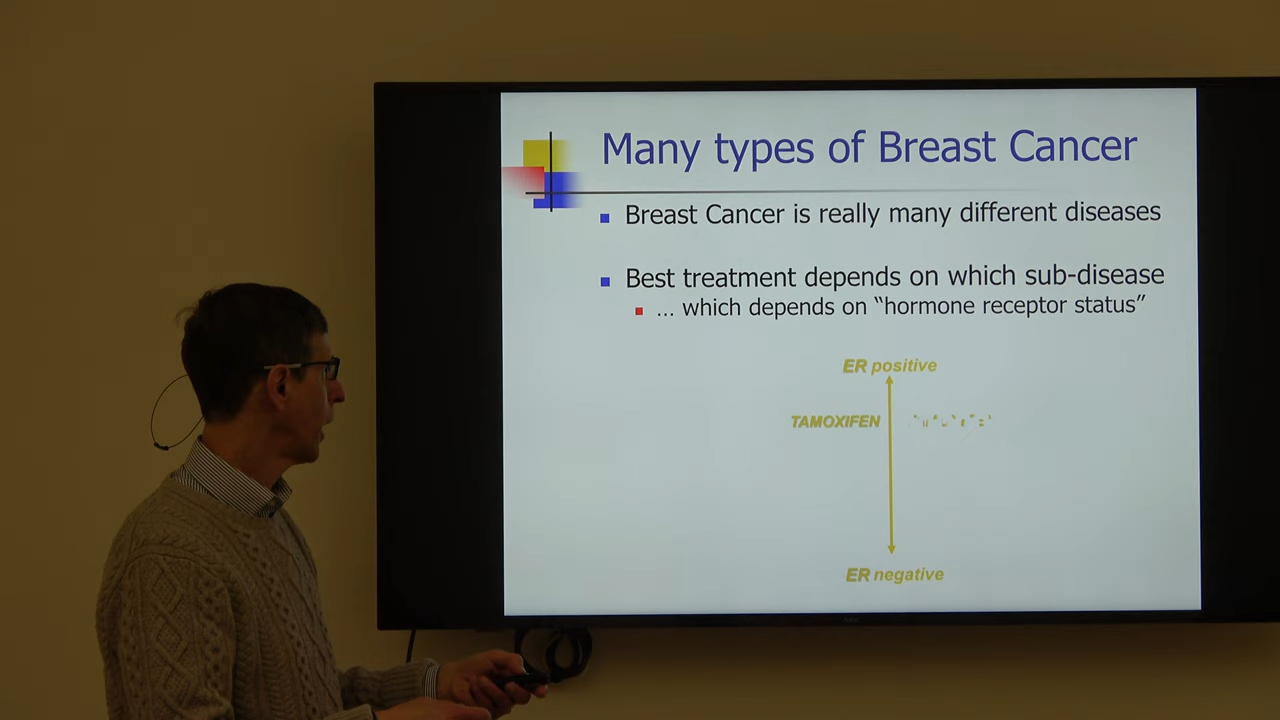 Many types of Breast Cancer
Breast Cancer is really many different diseases
Best treatment depends on which sub-disease
... which depends on “hormone receptor status”
ER positive
TAMOXIFEN
ER negative